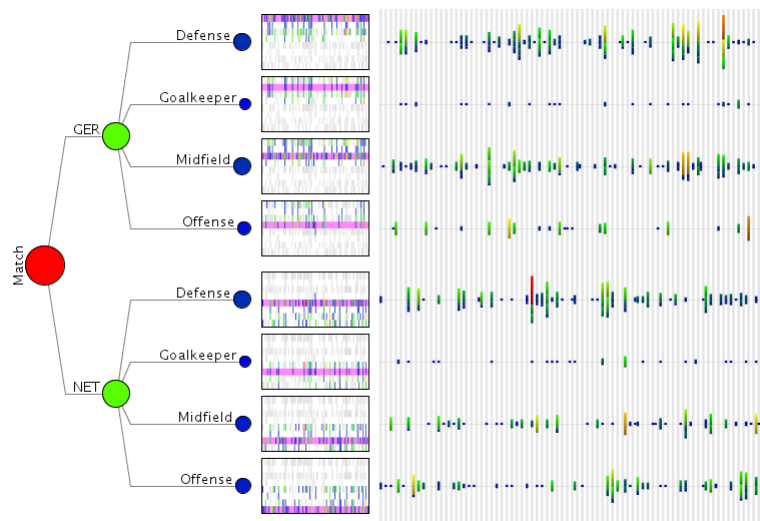 Defense
Goalkeeper
GER
Midfield
Offense
Match
Defense
Goalkeeper
NET
Midfield
Offense